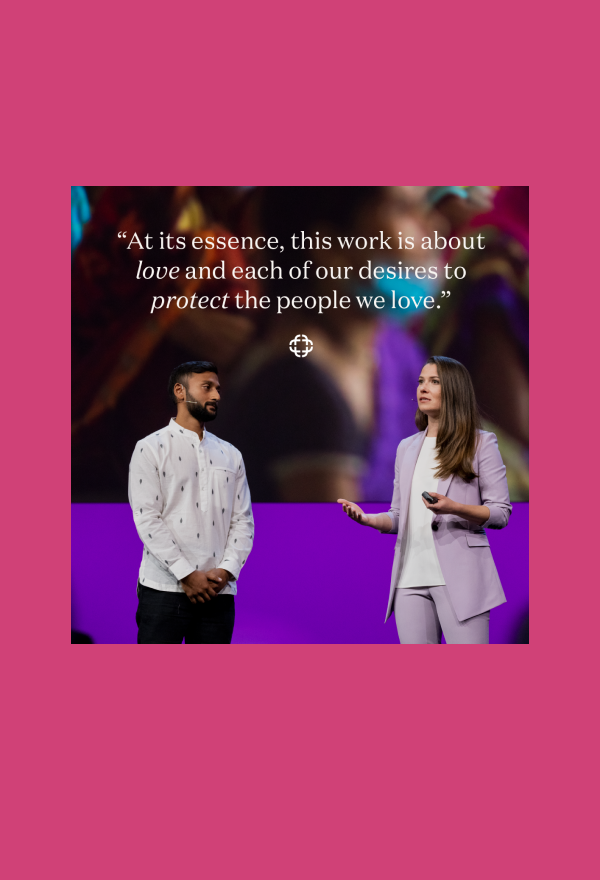 “At its essence, this work is about
love and each of our desires to
protect the people we love.”